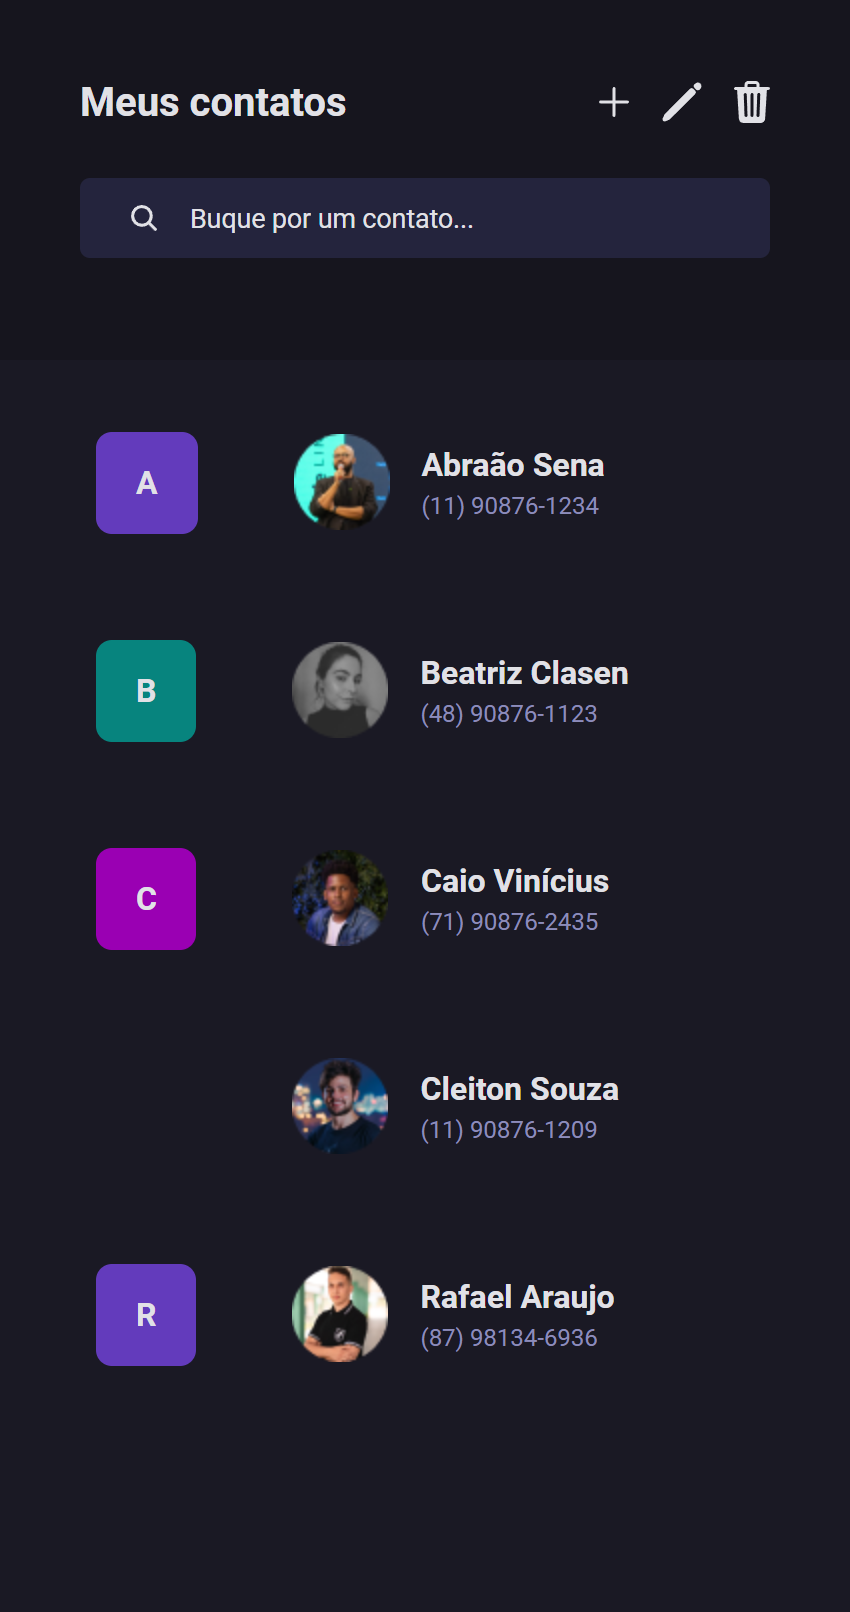 Meus contatos
Buque por um contato...
A
Abraão Sena
(11) 90876-1234
B
Beatriz Clasen
(48) 90876-1123
C
Caio Vinícius
(71) 90876-2435
Cleiton Souza
(11) 90876-1209
R
Rafael Araujo
(87) 98134-6936